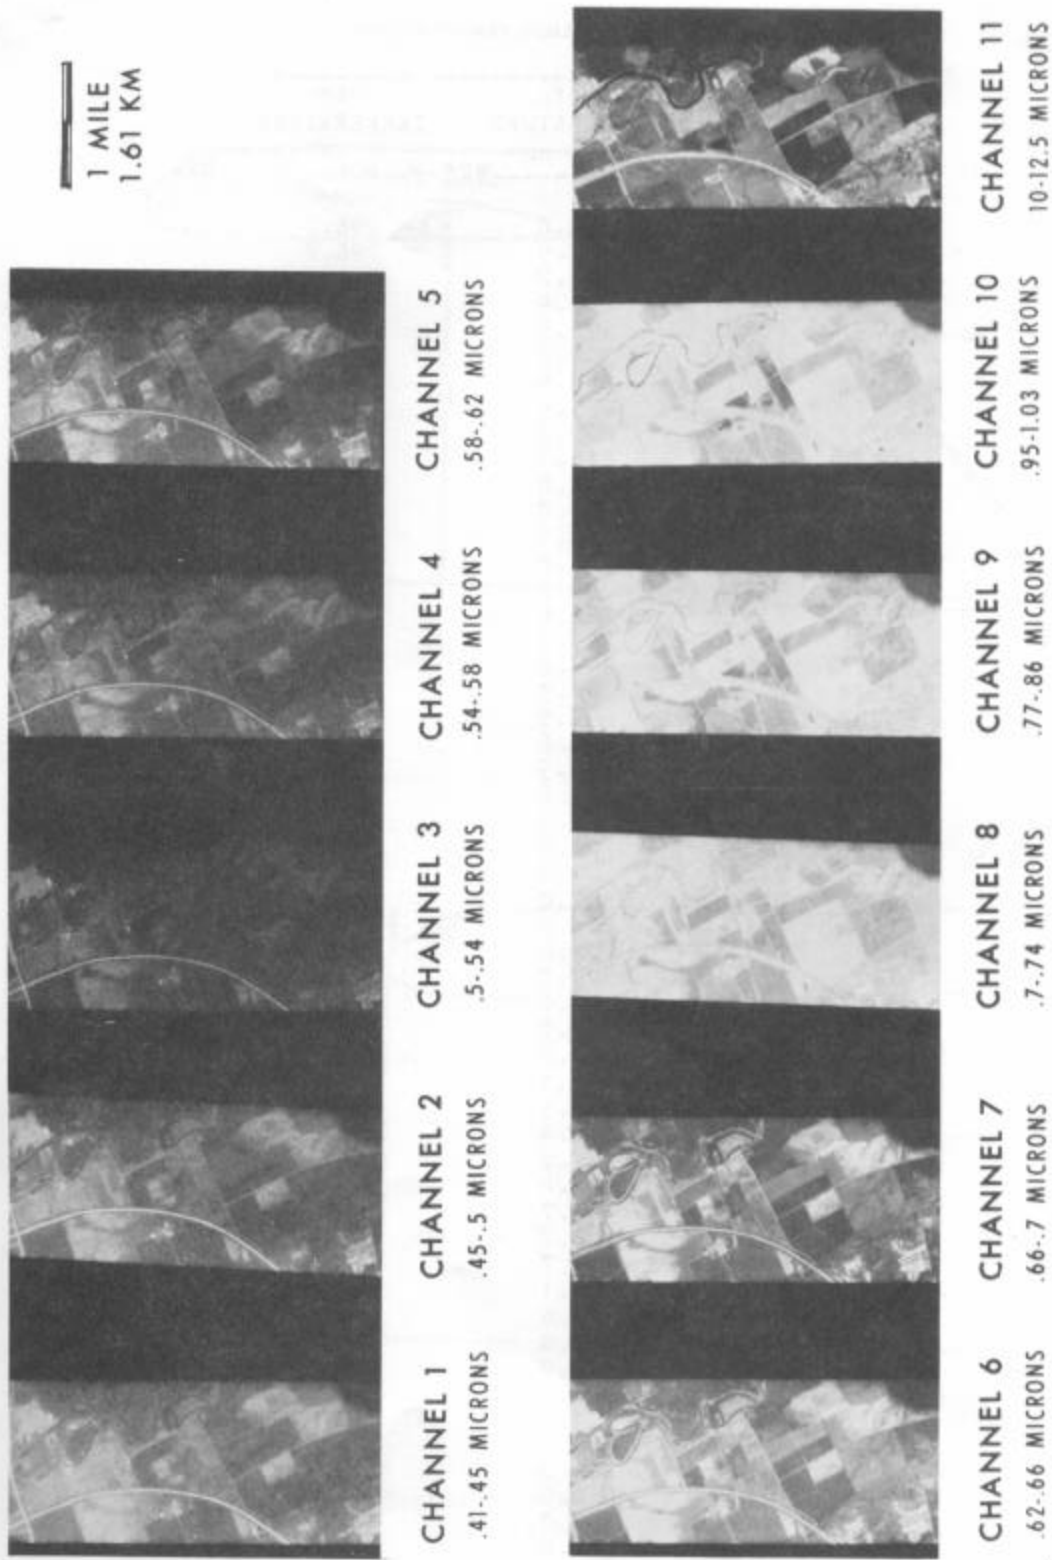 1 MILE
1.61 KM
CHANNEL 1
.41-.45 MICRONS
CHANNEL 2
.45-.5 MICRONS
CHANNEL 3
.5-.54 MICRONS
CHANNEL 4
.54-.58 MICRONS
CHANNEL 5
.58-.62 MICRONS
CHANNEL 6
.62-.66 MICRONS
CHANNEL 7
.66-.7 MICRONS
CHANNEL 8
.7-.74 MICRONS
CHANNEL 9
.77-.86 MICRONS
CHANNEL 10
.95-1.03 MICRONS
CHANNEL 11
10-12.5 MICRONS